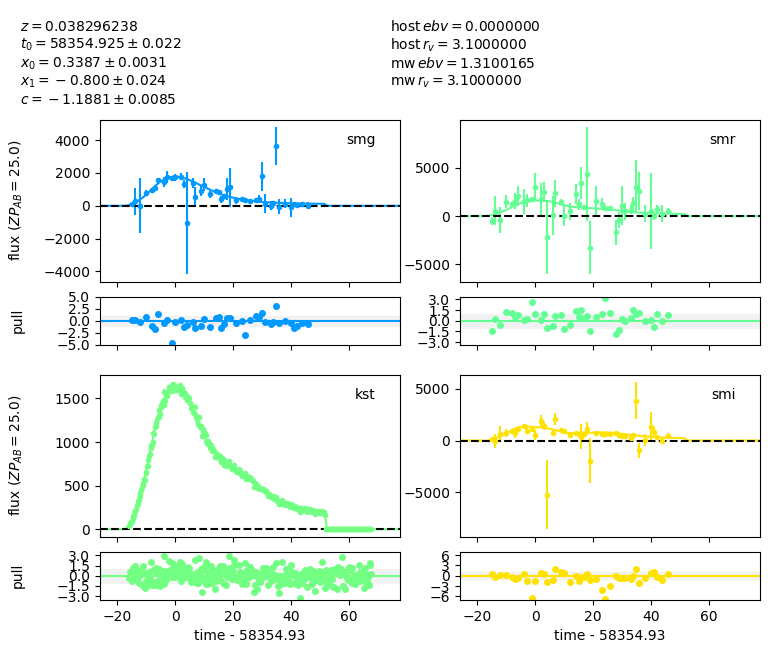 z = 0.038296238
t₀ = 58354.925 ± 0.022
x₀ = 0.3387 ± 0.0031
x₁ = −0.800 ± 0.024
c = −1.1881 ± 0.0085
host ebv = 0.0000000
host r_v = 3.1000000
mw ebv = 1.3100165
mw r_v = 3.1000000
smg
4000
2000
0
−2000
−4000
flux (ZP_AB = 25.0)
smr
5000
0
−5000
5.0
2.5
0.0
−2.5
−5.0
pull
3.0
1.5
0.0
−1.5
−3.0
kst
1500
1000
500
0
flux (ZP_AB = 25.0)
smi
5000
0
−5000
3.0
1.5
0.0
−1.5
−3.0
pull
−20 0 20 40 60
time - 58354.93
6
3
0
−3
−6
−20 0 20 40 60
time - 58354.93